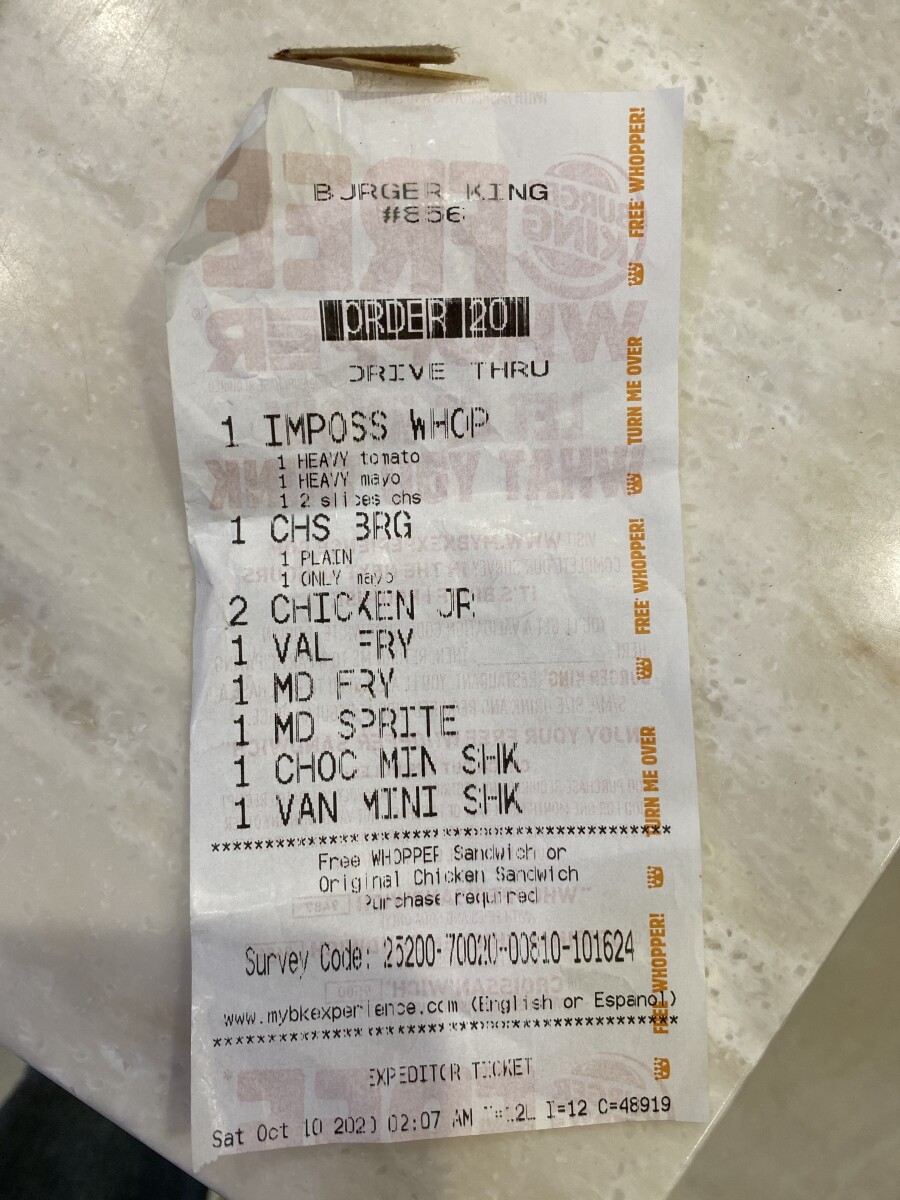 BURGER KING
#856
ORDER 20
DRIVE THRU
1 IMPOSS WHOP
1 HEAVY tomato
1 HEAVY mayo
1 2 slices chs
1 CHS BRG
1 PLAIN
1 ONLY mayo
2 CHICKEN JR
1 VAL FRY
1 MD FRY
1 MD SPRITE
1 CHOC MIN SHK
1 VAN MINI SHK
****************************************
Free WHOPPER Sandwich or
Original Chicken Sandwich
Purchase required
Survey Code: 25200-70020-00810-101624
www.mybkexperience.com (English or Espanol)
****************************************
EXPEDITOR TICKET
Sat Oct 10 2020 02:07 AM I=12 C=48919
FREE WHOPPER!
TURN ME OVER
FREE WHOPPER!
TURN ME OVER
FREE WHOPPER!